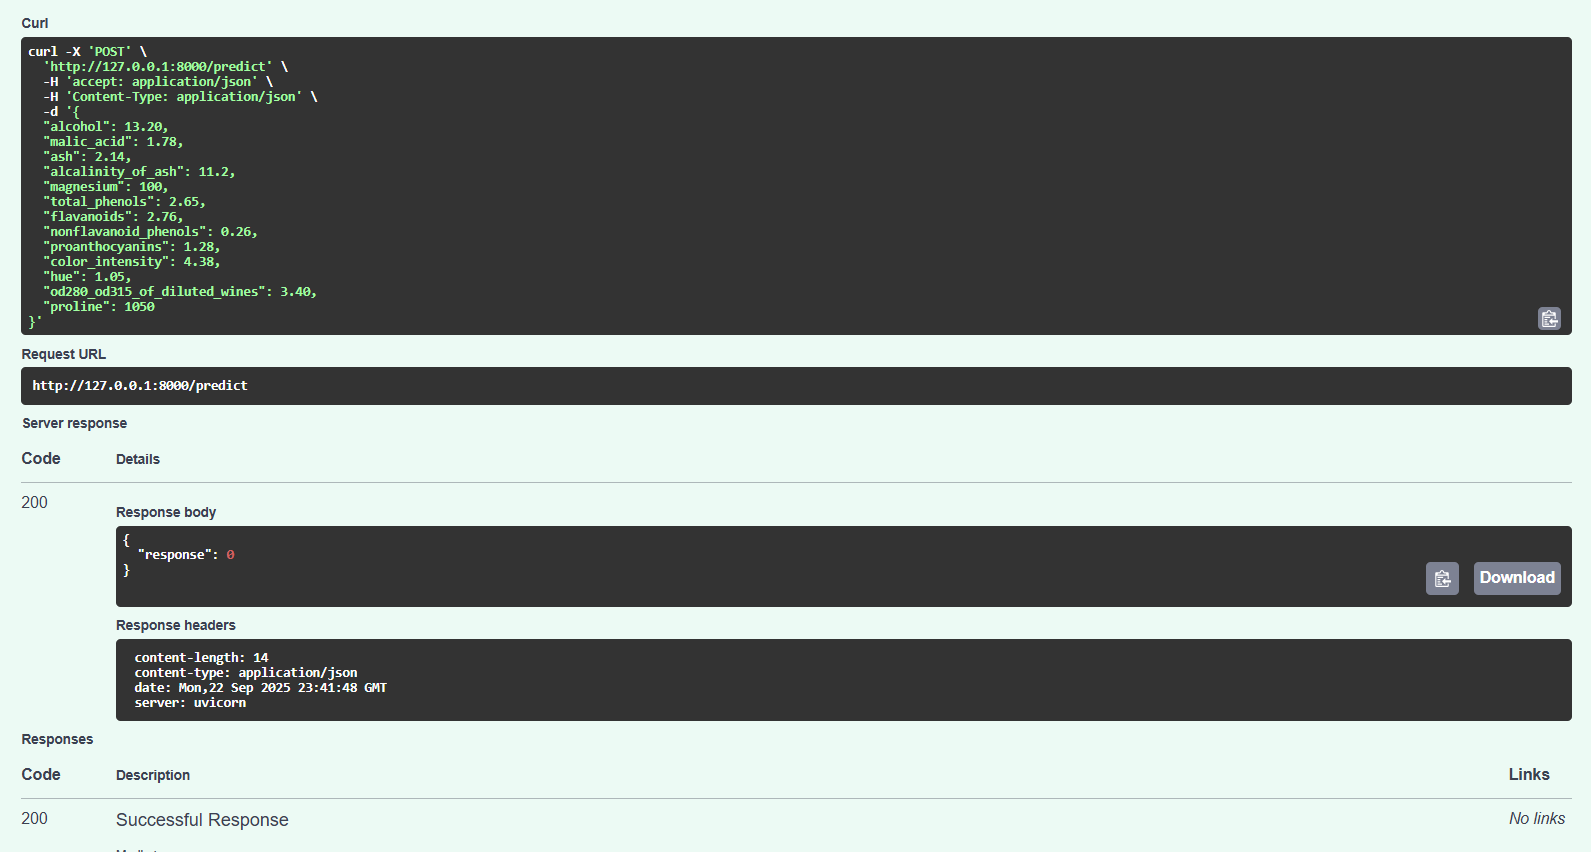 Curl
curl -X 'POST' \
'http://127.0.0.1:8000/predict' \
-H 'accept: application/json' \
-H 'Content-Type: application/json' \
-d '{
"alcohol": 13.20,
"malic_acid": 1.78,
"ash": 2.14,
"alcalinity_of_ash": 11.2,
"magnesium": 100,
"total_phenols": 2.65,
"flavanoids": 2.76,
"nonflavanoid_phenols": 0.26,
"proanthocyanins": 1.28,
"color_intensity": 4.38,
"hue": 1.05,
"od280_od315_of_diluted_wines": 3.40,
"proline": 1050
}'
Request URL
http://127.0.0.1:8000/predict
Server response
Code Details
200
Response body
{
"response": 0
}
Download
Response headers
content-length: 14
content-type: application/json
date: Mon,22 Sep 2025 23:41:48 GMT
server: uvicorn
Responses
Code Description Links
200 Successful Response No links